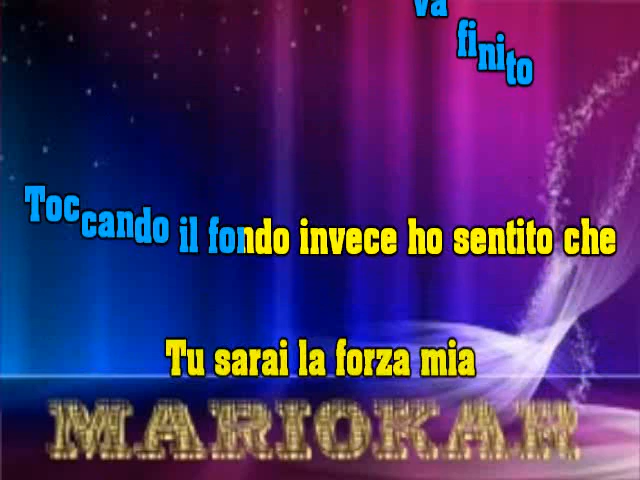 va
finito
Toccando il fondo invece ho sentito che
Tu sarai la forza mia
MARIOKAR